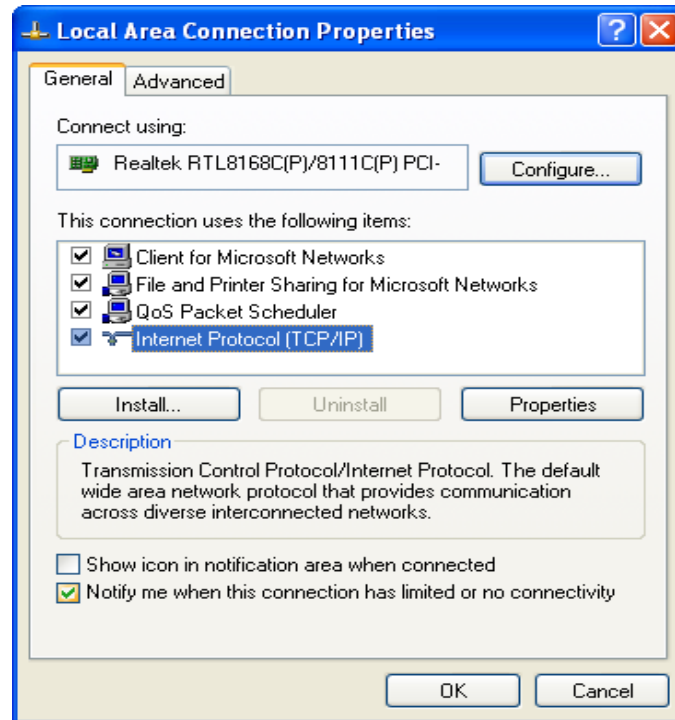 Local Area Connection Properties
General
Advanced
Connect using:
Realtek RTL8168C(P)/8111C(P) PCI-
Configure...
This connection uses the following items:
Client for Microsoft Networks
File and Printer Sharing for Microsoft Networks
QoS Packet Scheduler
Internet Protocol (TCP/IP)
Install...
Uninstall
Properties
Description
Transmission Control Protocol/Internet Protocol. The default
wide area network protocol that provides communication
across diverse interconnected networks.
Show icon in notification area when connected
Notify me when this connection has limited or no connectivity
OK
Cancel